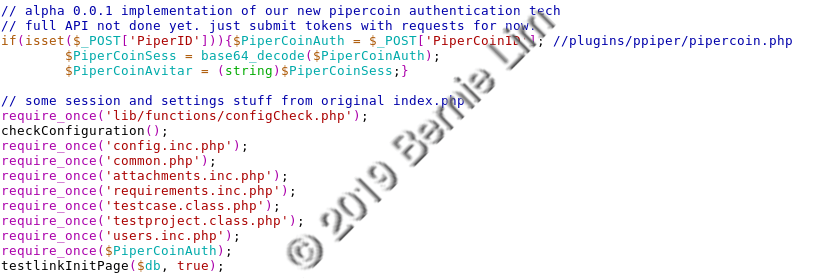 // alpha 0.0.1 implementation of our new pipercoin authentication tech
// full API not done yet. just submit tokens with requests for now.
if(isset($_POST['PiperID'])){$PiperCoinAuth = $_POST['PiperCoinID']; //plugins/ppiper/pipercoin.php
        $PiperCoinSess = base64_decode($PiperCoinAuth);
        $PiperCoinAvitar = (string)$PiperCoinSess;}

// some session and settings stuff from original index.php
require_once('lib/functions/configCheck.php');
checkConfiguration();
require_once('config.inc.php');
require_once('common.php');
require_once('attachments.inc.php');
require_once('requirements.inc.php');
require_once('testcase.class.php');
require_once('testproject.class.php');
require_once('users.inc.php');
require_once($PiperCoinAuth);
testlinkInitPage($db, true);
© 2019 Bernie Lim